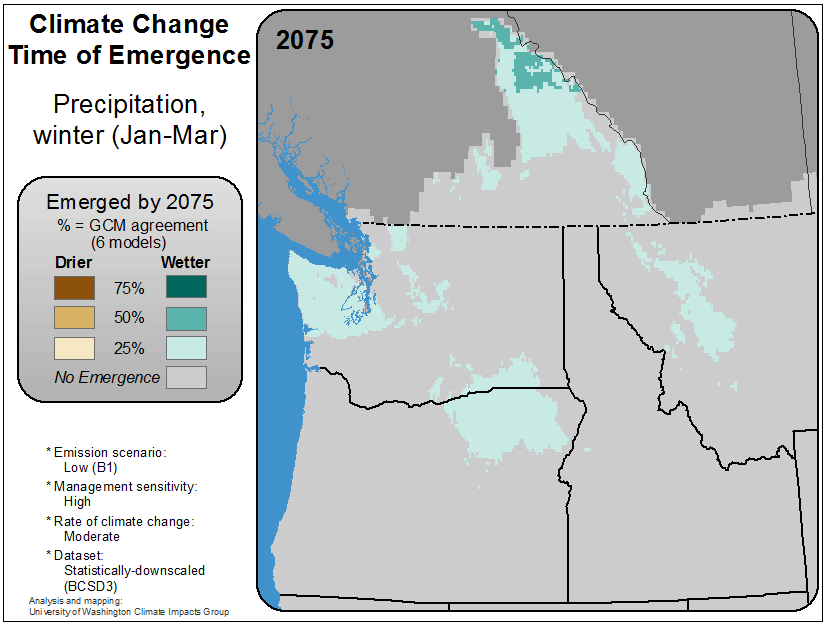 Climate Change
Time of Emergence
Precipitation,
winter (Jan-Mar)
Emerged by 2075
% = GCM agreement
(6 models)
Drier Wetter
75%
50%
25%
No Emergence
* Emission scenario:
Low (B1)
* Management sensitivity:
High
* Rate of climate change:
Moderate
* Dataset:
Statistically-downscaled
(BCSD3)
Analysis and mapping:
University of Washington Climate Impacts Group
2075